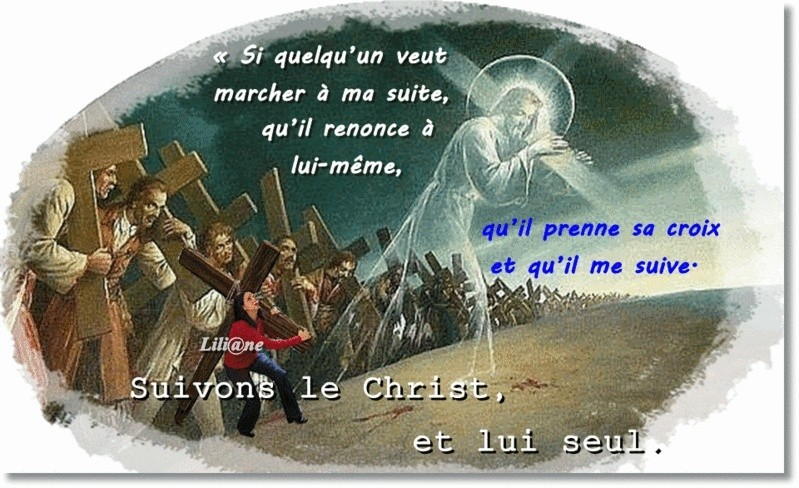 « Si quelqu'un veut
marcher à ma suite,
qu'il renonce à
lui-même,
qu'il prenne sa croix
et qu'il me suive.
Lili@ne
Suivons le Christ,
et lui seul.